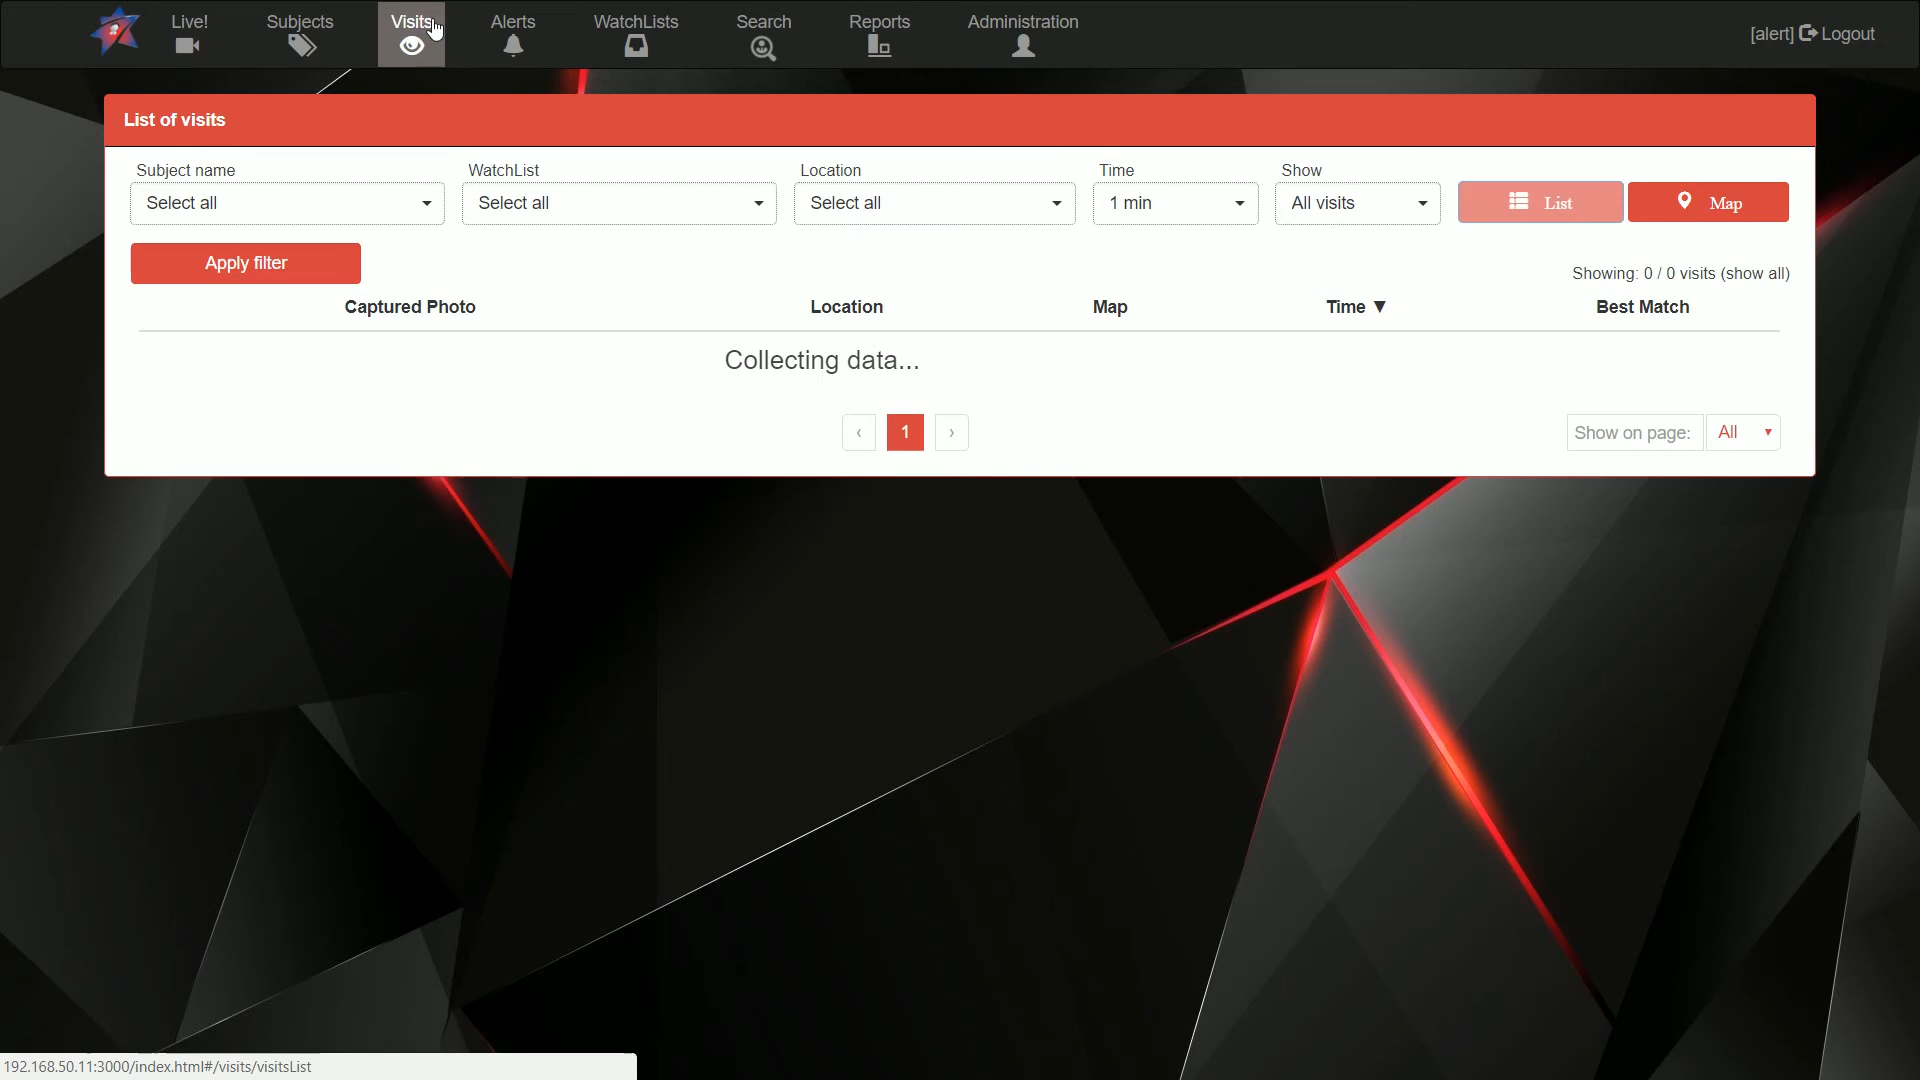 Live! Subjects Visits Alerts WatchLists Search Reports Administration [alert] Logout
List of visits
Subject name WatchList Location Time Show
Select all Select all Select all 1 min All visits List Map
Apply filter
Showing: 0 / 0 visits (show all)
Captured Photo Location Map Time ▼ Best Match
Collecting data...
‹ 1 › Show on page: All
192.168.50.11:3000/index.html#/visits/visitsList